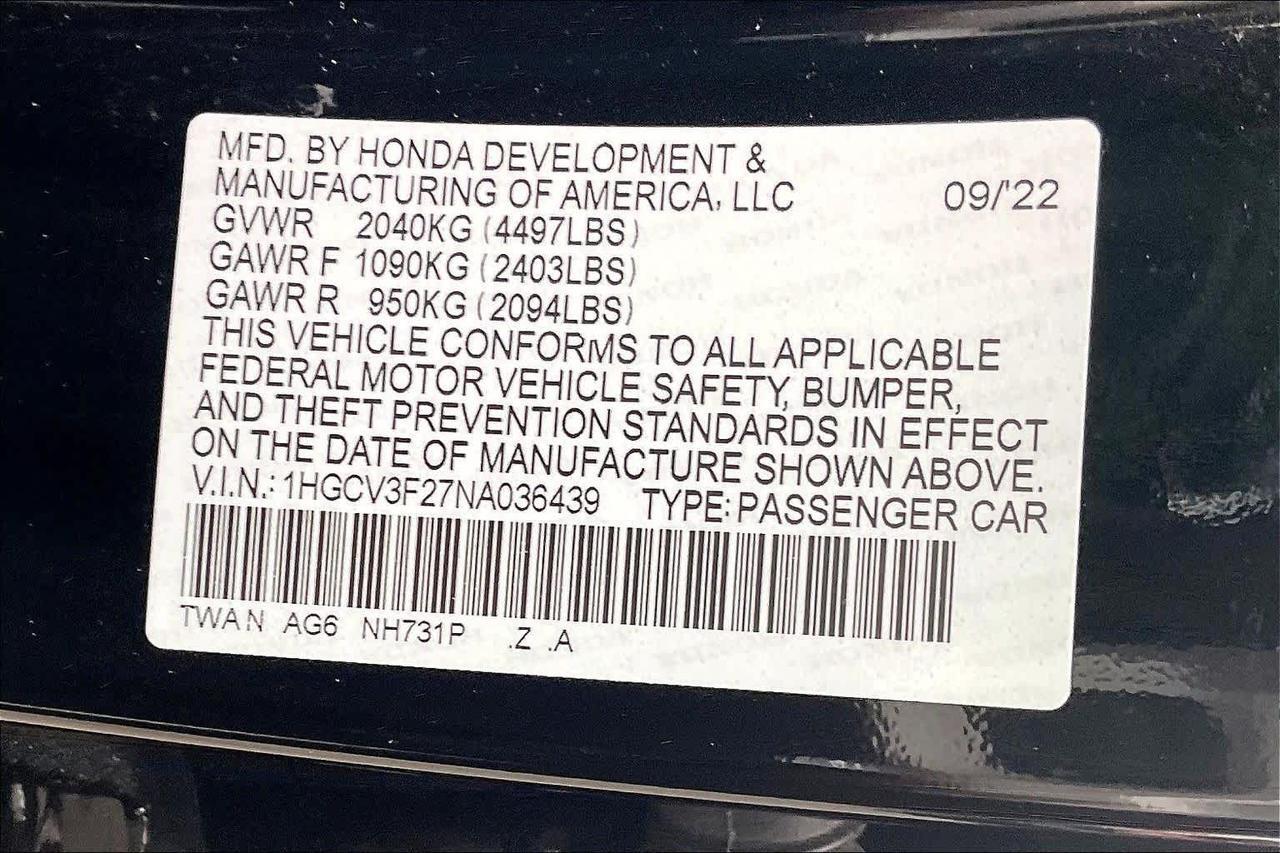 MFD. BY HONDA DEVELOPMENT &
MANUFACTURING OF AMERICA, LLC 09/'22
GVWR 2040KG (4497LBS)
GAWR F 1090KG (2403LBS)
GAWR R 950KG (2094LBS)
THIS VEHICLE CONFORMS TO ALL APPLICABLE
FEDERAL MOTOR VEHICLE SAFETY, BUMPER,
AND THEFT PREVENTION STANDARDS IN EFFECT
ON THE DATE OF MANUFACTURE SHOWN ABOVE.
V.I.N.: 1HGCV3F27NA036439 TYPE: PASSENGER CAR
TWAN AG6 NH731P .Z .A